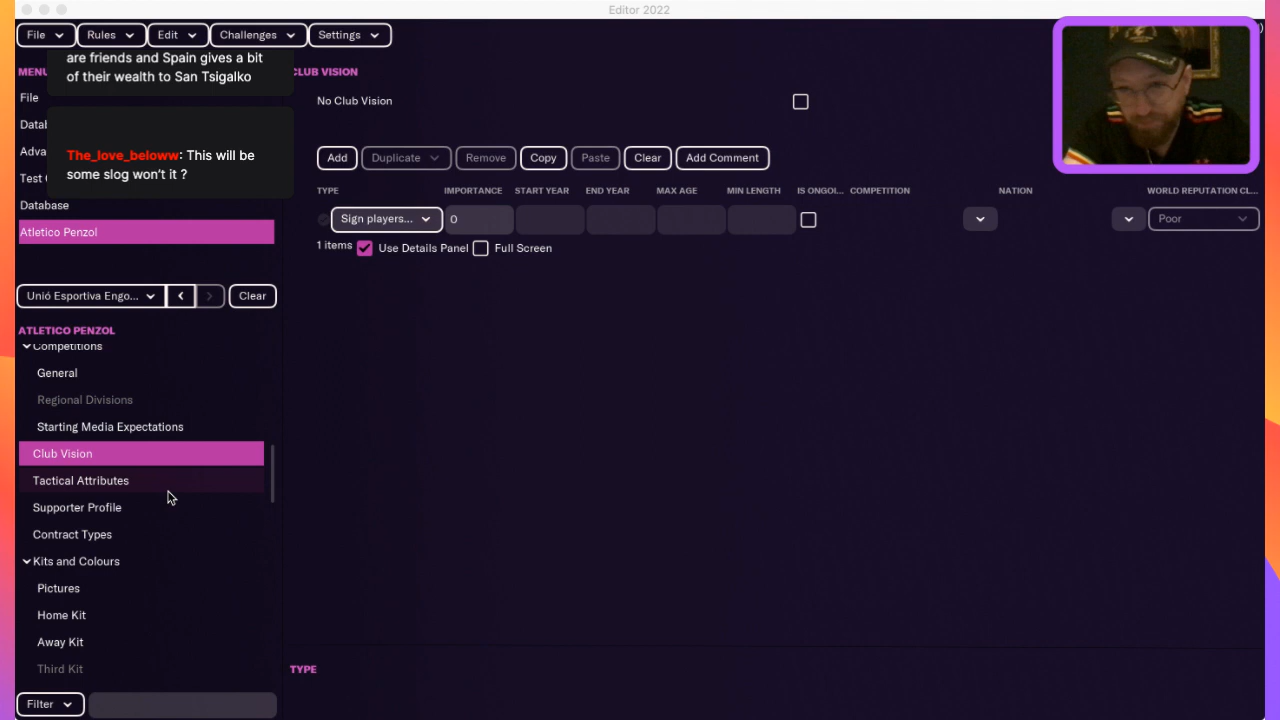 Editor 2022
File Rules Edit Challenges Settings
are friends and Spain gives a bit
of their wealth to San Tsigalko
The_love_beloww: This will be
some slog won't it ?
MENU
File
Datab
Adva
Test
Database
Atletico Penzol
Unió Esportiva Engo... Clear
ATLETICO PENZOL
Competitions
General
Regional Divisions
Starting Media Expectations
Club Vision
Tactical Attributes
Supporter Profile
Contract Types
Kits and Colours
Pictures
Home Kit
Away Kit
Third Kit
Filter
CLUB VISION
No Club Vision
Add Duplicate Remove Copy Paste Clear Add Comment
TYPE IMPORTANCE START YEAR END YEAR MAX AGE MIN LENGTH IS ONGOI... COMPETITION NATION WORLD REPUTATION CL...
Sign players... 0 Poor
1 items Use Details Panel Full Screen
TYPE